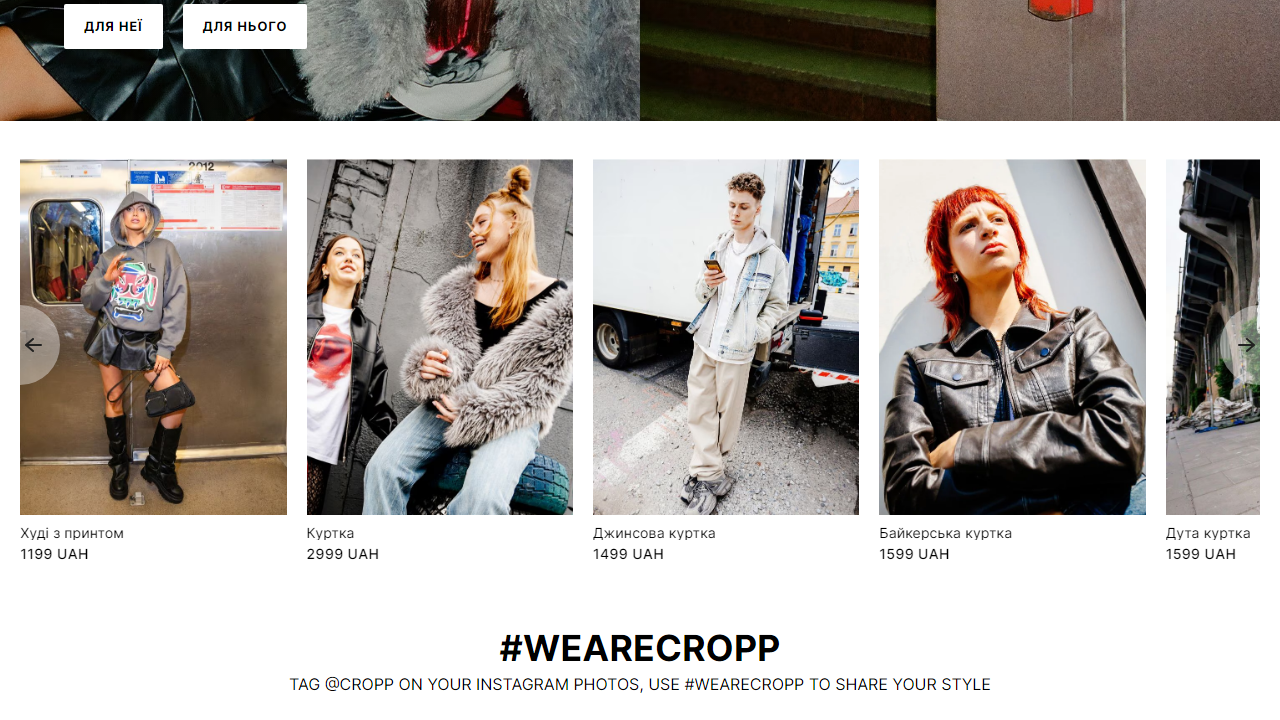 ДЛЯ НЕЇ
ДЛЯ НЬОГО
2012
Худі з принтом
1199 UAH
Куртка
2999 UAH
Джинсова куртка
1499 UAH
Байкерська куртка
1599 UAH
Дута куртка
1599 UAH
#WEARECROPP
TAG @CROPP ON YOUR INSTAGRAM PHOTOS, USE #WEARECROPP TO SHARE YOUR STYLE